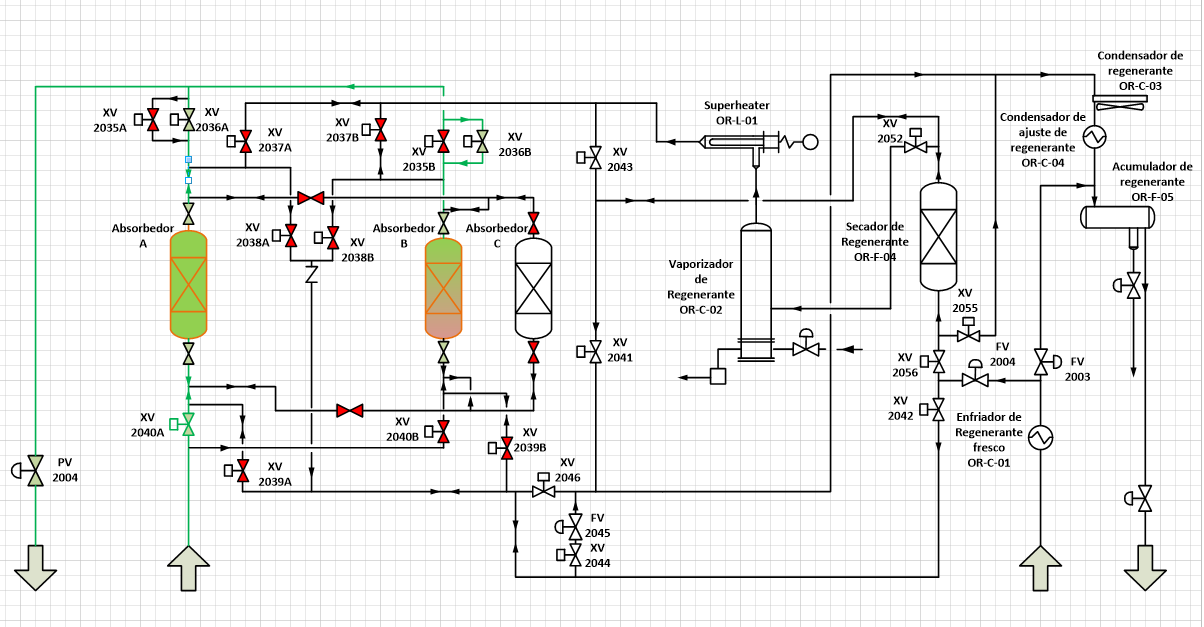 Condensador de
regenerante
OR-C-03
Superheater
OR-L-01
Condensador de
ajuste de
regenerante
OR-C-04
XV
2035A
XV
2036A
XV
2037A
XV
2037B
XV
2035B
XV
2036B
XV
2043
XV
2052
Acumulador de
regenerante
OR-F-05
Absorbedor
A
XV
2038A
XV
2038B
Absorbedor
B
Absorbedor
C
Secador de
Regenerante
OR-F-04
Vaporizador
de
Regenerante
OR-C-02
XV
2055
XV
2041
XV
2056
FV
2004
FV
2003
XV
2042
XV
2040A
XV
2040B
XV
2039B
Enfriador de
Regenerante
fresco
OR-C-01
PV
2004
XV
2039A
XV
2046
FV
2045
XV
2044